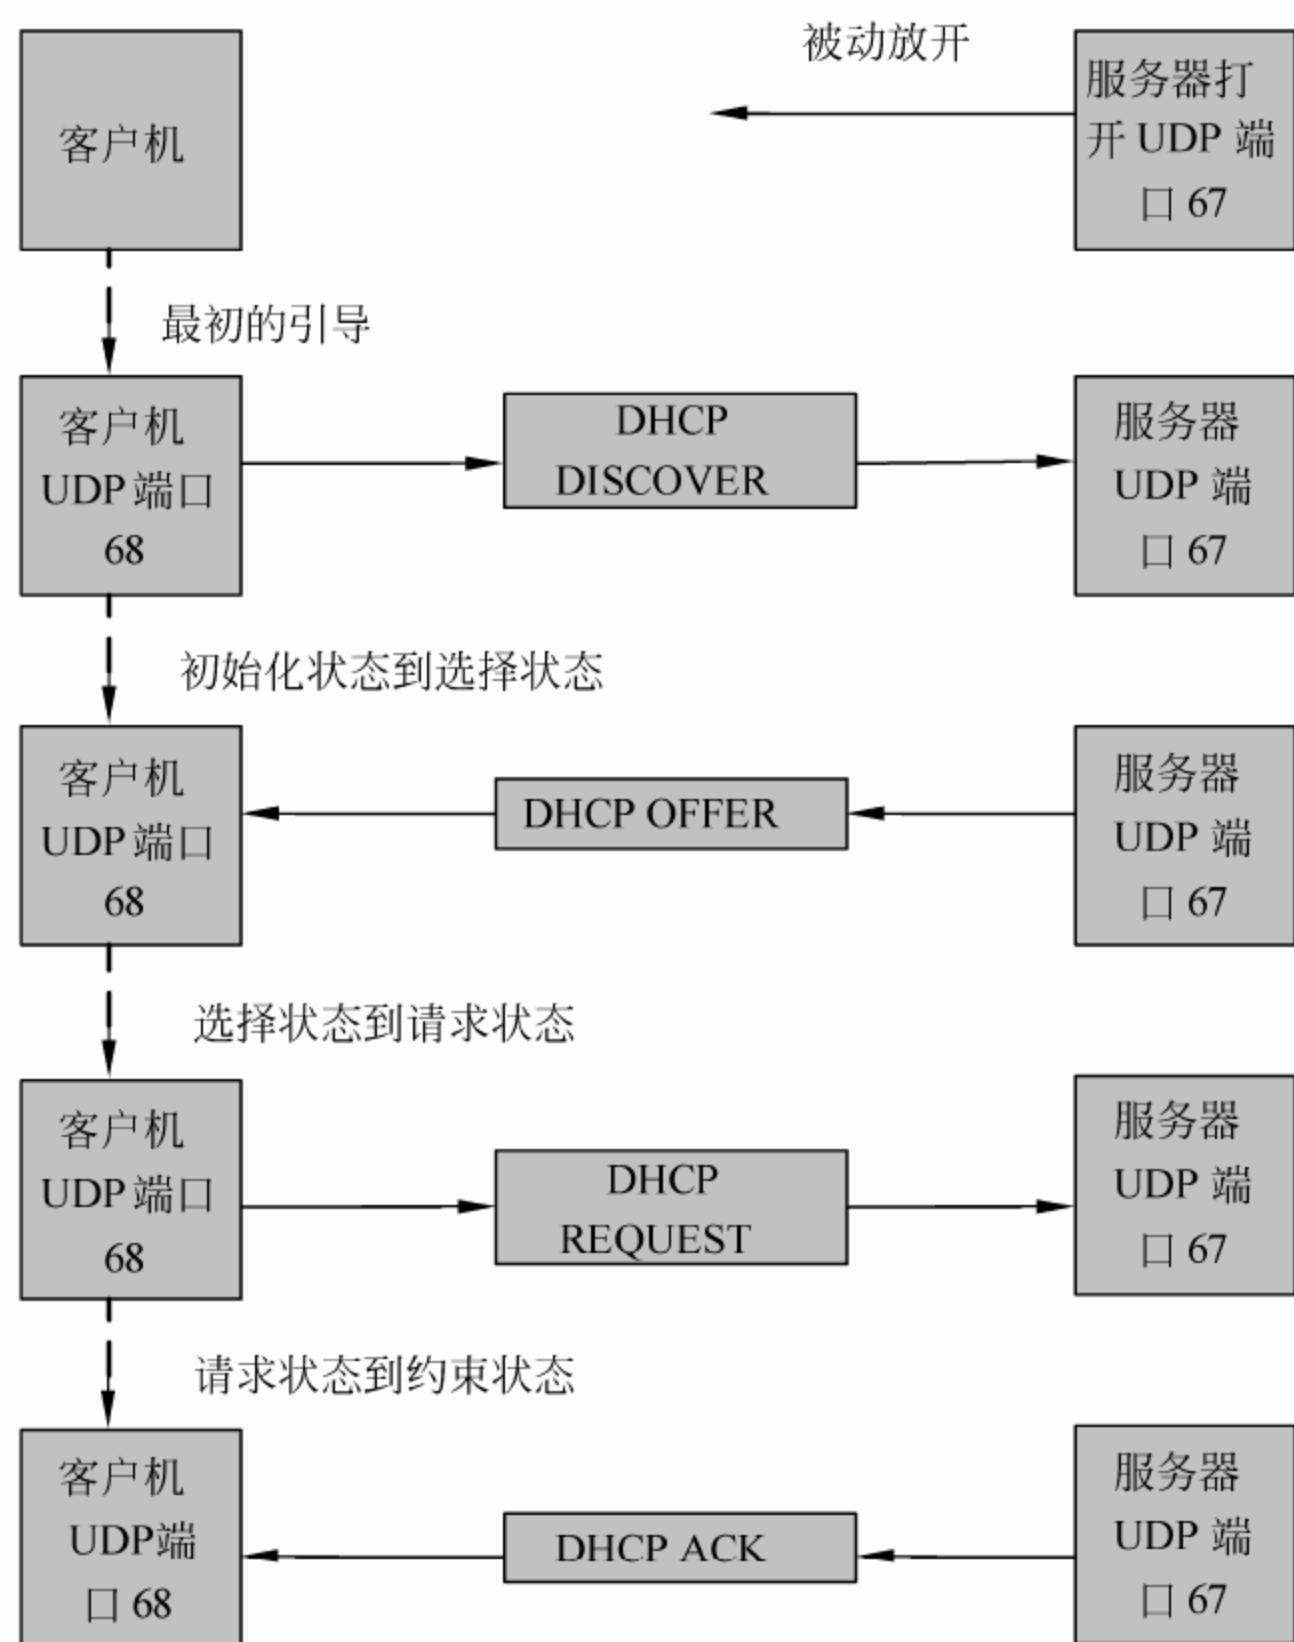 被动放开
客户机
服务器打
开 UDP 端
口 67
最初的引导
客户机
UDP 端口
68
DHCP
DISCOVER
服务器
UDP 端
口 67
初始化状态到选择状态
客户机
UDP 端口
68
DHCP OFFER
服务器
UDP 端
口 67
选择状态到请求状态
客户机
UDP 端口
68
DHCP
REQUEST
服务器
UDP 端
口 67
请求状态到约束状态
客户机
UDP端
口 68
DHCP ACK
服务器
UDP 端
口 67